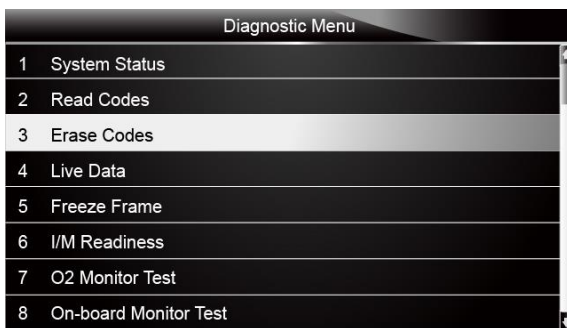 Diagnostic Menu
1 System Status
2 Read Codes
3 Erase Codes
4 Live Data
5 Freeze Frame
6 I/M Readiness
7 O2 Monitor Test
8 On-board Monitor Test